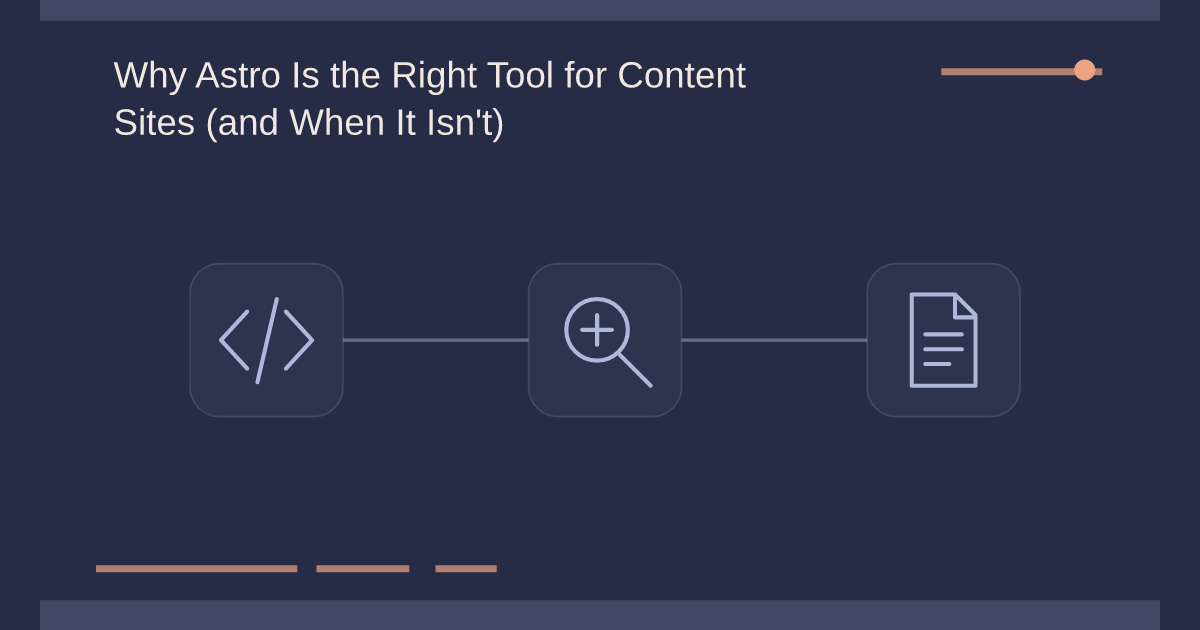 Why Astro Is the Right Tool for Content
Sites (and When It Isn't)